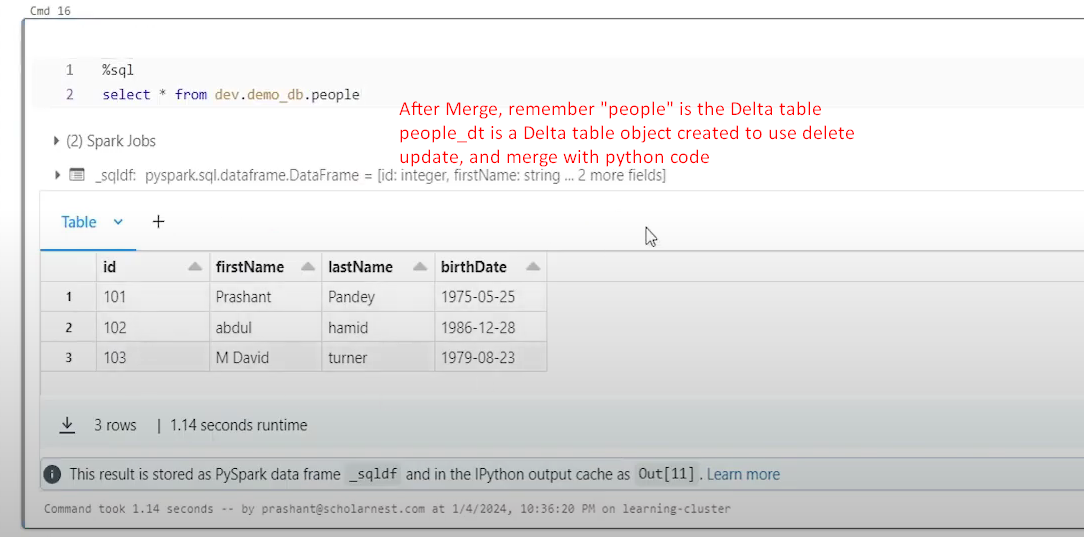 Cmd 16
1 %sql
2 select * from dev.demo_db.people
After Merge, remember "people" is the Delta table
people_dt is a Delta table object created to use delete
update, and merge with python code
(2) Spark Jobs
_sqldf: pyspark.sql.dataframe.DataFrame = [id: integer, firstName: string ... 2 more fields]
Table +
id firstName lastName birthDate
1 101 Prashant Pandey 1975-05-25
2 102 abdul hamid 1986-12-28
3 103 M David turner 1979-08-23
3 rows | 1.14 seconds runtime
This result is stored as PySpark data frame _sqldf and in the IPython output cache as Out[11]. Learn more
Command took 1.14 seconds -- by prashant@scholarnest.com at 1/4/2024, 10:36:20 PM on learning-cluster